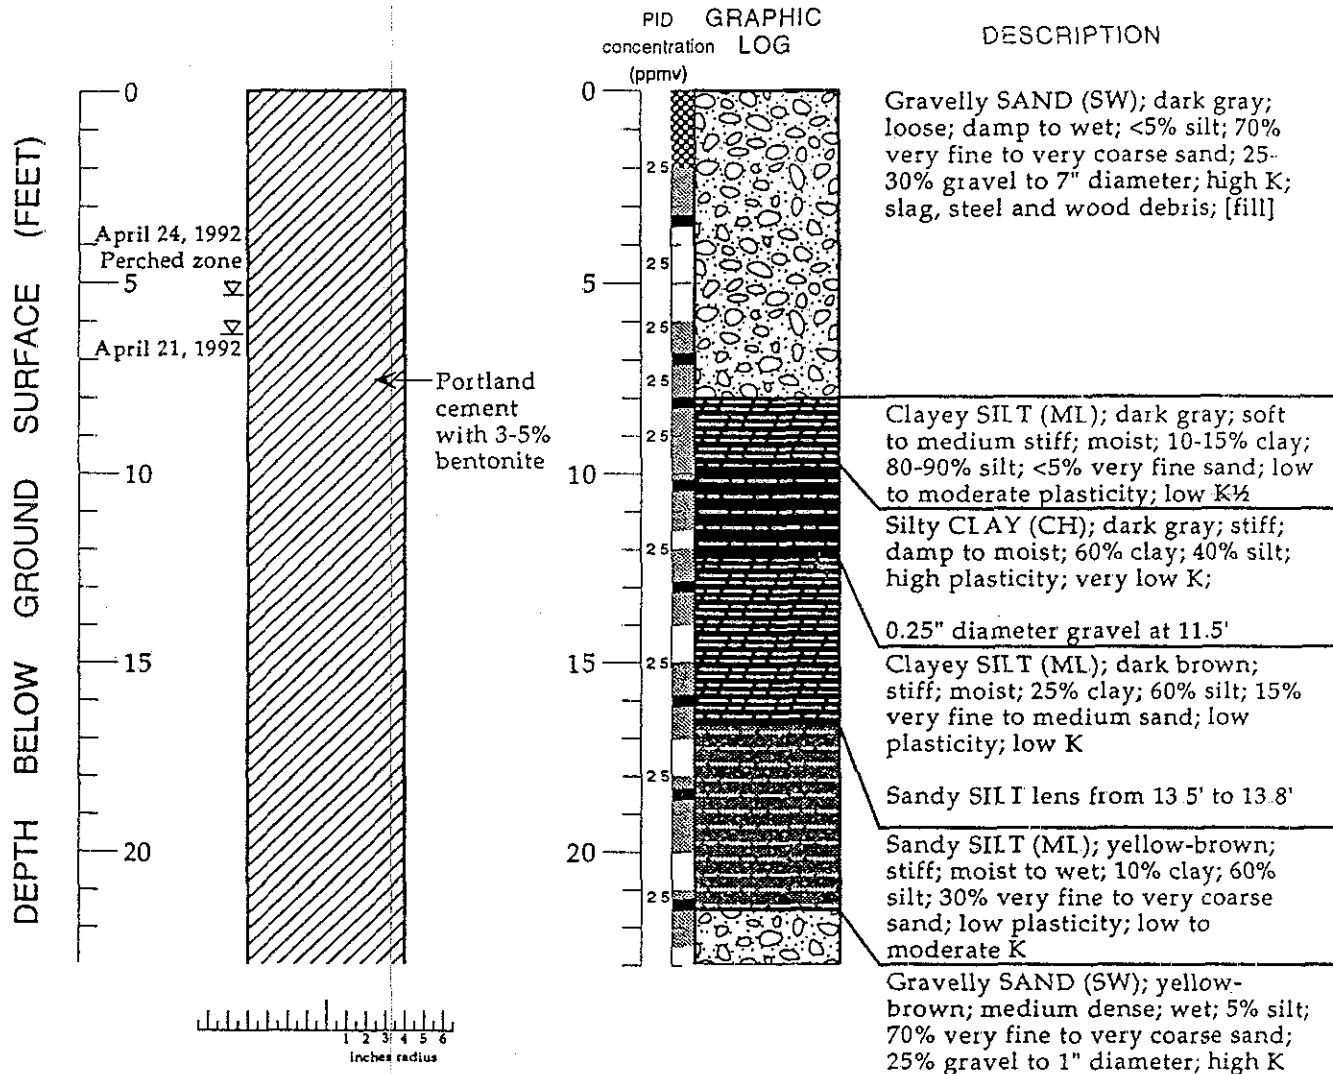 PID GRAPHIC
concentration LOG
(ppmv)
DESCRIPTION
DEPTH BELOW GROUND SURFACE (FEET)
0
5
10
15
20
April 24, 1992
Perched zone
April 21, 1992
Portland
cement
with 3-5%
bentonite
1 2 3 4 5 6
Inches radius
0
5
10
15
20
25
25
25
25
25
25
25
25
25
Gravelly SAND (SW); dark gray;
loose; damp to wet; <5% silt; 70%
very fine to very coarse sand; 25-
30% gravel to 7" diameter; high K;
slag, steel and wood debris; [fill]
Clayey SILT (ML); dark gray; soft
to medium stiff; moist; 10-15% clay;
80-90% silt; <5% very fine sand; low
to moderate plasticity; low K½
Silty CLAY (CH); dark gray; stiff;
damp to moist; 60% clay; 40% silt;
high plasticity; very low K;
0.25" diameter gravel at 11.5'
Clayey SILT (ML); dark brown;
stiff; moist; 25% clay; 60% silt; 15%
very fine to medium sand; low
plasticity; low K
Sandy SILT lens from 13.5' to 13.8'
Sandy SILT (ML); yellow-brown;
stiff; moist to wet; 10% clay; 60%
silt; 30% very fine to very coarse
sand; low plasticity; low to
moderate K
Gravelly SAND (SW); yellow-
brown; medium dense; wet; 5% silt;
70% very fine to very coarse sand;
25% gravel to 1" diameter; high K